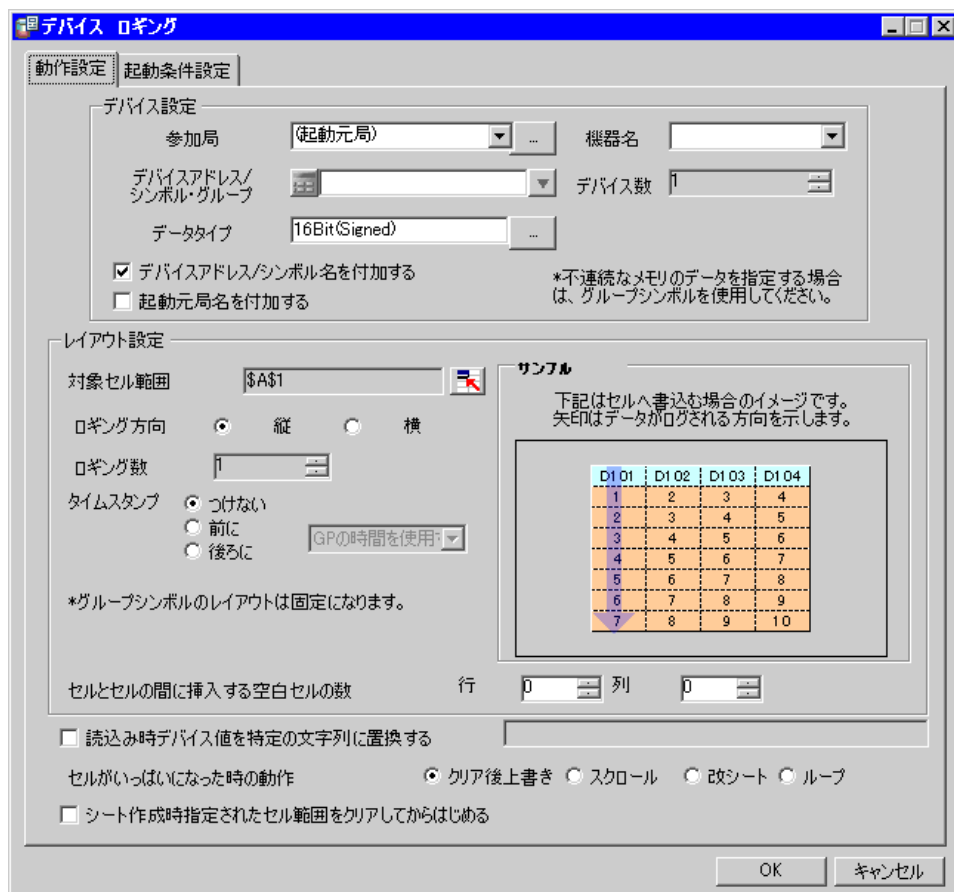 デバイス ロギング
動作設定 起動条件設定
デバイス設定
参加局 (起動元局) ... 機器名
デバイスアドレス/
シンボル・グループ デバイス数 1
データタイプ 16Bit(Signed) ...
デバイスアドレス/シンボル名を付加する
起動元局名を付加する
*不連続なメモリのデータを指定する場合
は、グループシンボルを使用してください。
レイアウト設定
対象セル範囲 $A$1
ロギング方向 縦 横
ロギング数 1
タイムスタンプ つけない
前に
後ろに
GPの時間を使用
*グループシンボルのレイアウトは固定になります。
サンプル
下記はセルへ書込む場合のイメージです。
矢印はデータがログされる方向を示します。
D101 D102 D103 D104
1 2 3 4
2 3 4 5
3 4 5 6
4 5 6 7
5 6 7 8
6 7 8 9
7 8 9 10
セルとセルの間に挿入する空白セルの数 行 0 列 0
読込み時デバイス値を特定の文字列に置換する
セルがいっぱいになった時の動作 クリア後上書き スクロール 改シート ループ
シート作成時指定されたセル範囲をクリアしてからはじめる
OK キャンセル